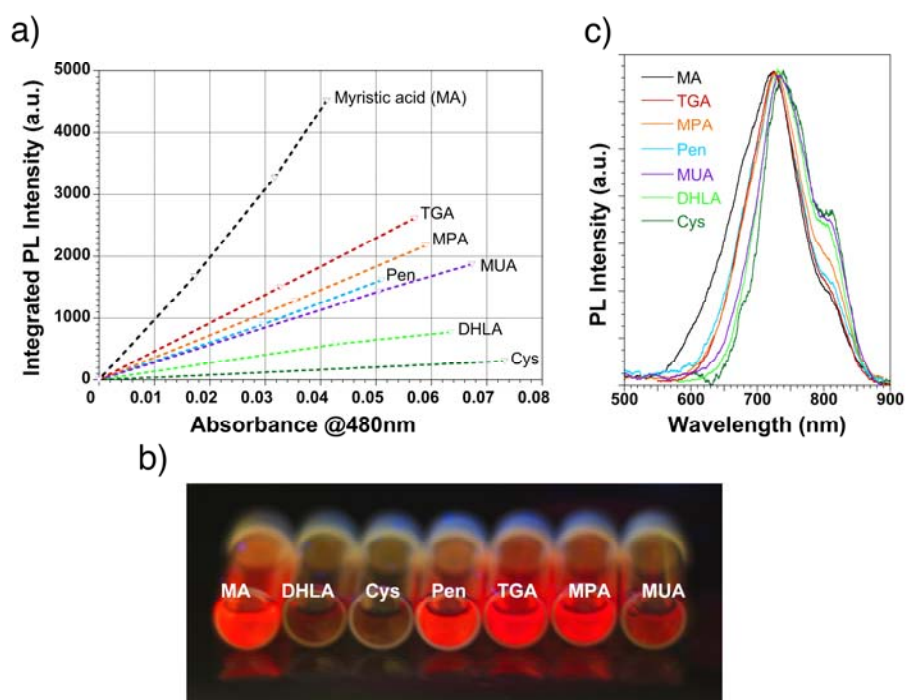 a)
Integrated PL Intensity (a.u.)
5000
4000
3000
2000
1000
0
Myristic acid (MA)
TGA
MPA
Pen
MUA
DHLA
Cys
0 0.01 0.02 0.03 0.04 0.05 0.06 0.07 0.08
Absorbance @480nm
c)
PL Intensity (a.u.)
MA
TGA
MPA
Pen
MUA
DHLA
Cys
500 600 700 800 900
Wavelength (nm)
b)
MA DHLA Cys Pen TGA MPA MUA